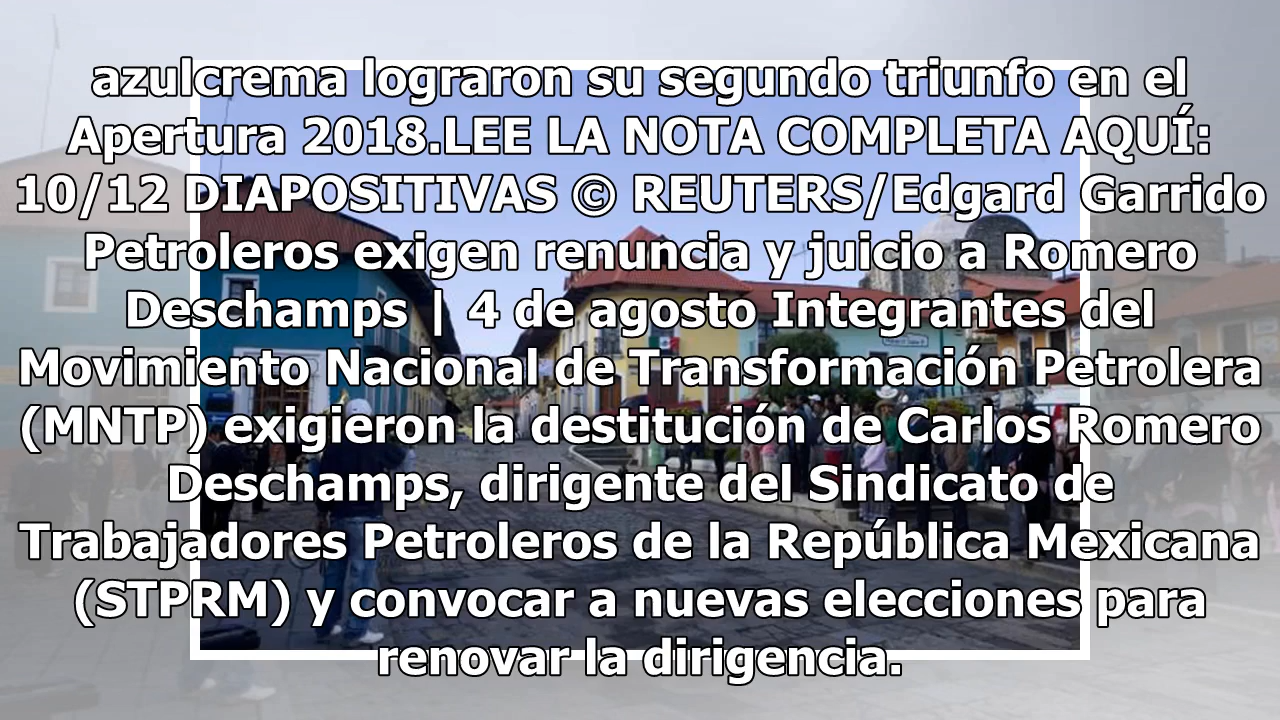 azulcrema lograron su segundo triunfo en el
Apertura 2018.LEE LA NOTA COMPLETA AQUÍ:
10/12 DIAPOSITIVAS © REUTERS/Edgard Garrido
Petroleros exigen renuncia y juicio a Romero
Deschamps | 4 de agosto Integrantes del
Movimiento Nacional de Transformación Petrolera
(MNTP) exigieron la destitución de Carlos Romero
Deschamps, dirigente del Sindicato de
Trabajadores Petroleros de la República Mexicana
(STPRM) y convocar a nuevas elecciones para
renovar la dirigencia.